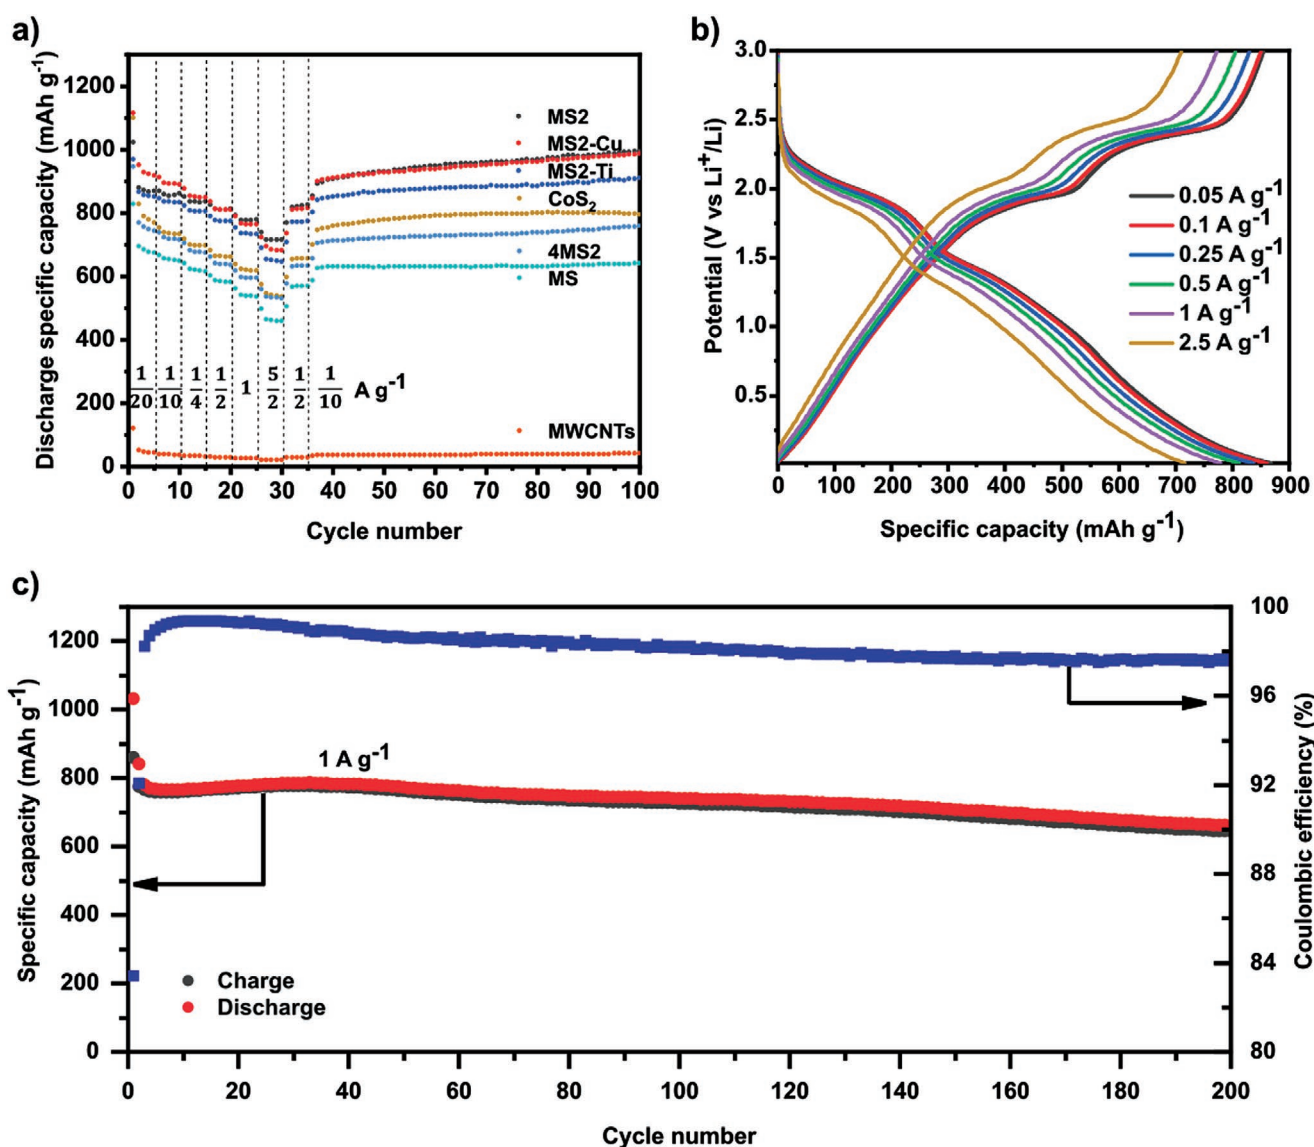 a)
Discharge specific capacity (mAh g⁻¹)
1200
1000
800
600
400
200
0
MS2
MS2-Cu
MS2-Ti
CoS₂
4MS2
MS
1/20 1/10 1/4 1/2 1 5/2 1/2 1/10 A g⁻¹
MWCNTs
0 10 20 30 40 50 60 70 80 90 100
Cycle number
b)
Potential (V vs Li⁺/Li)
3.0
2.5
2.0
1.5
1.0
0.5
0.05 A g⁻¹
0.1 A g⁻¹
0.25 A g⁻¹
0.5 A g⁻¹
1 A g⁻¹
2.5 A g⁻¹
0 100 200 300 400 500 600 700 800 900
Specific capacity (mAh g⁻¹)
c)
Specific capacity (mAh g⁻¹)
1200
1000
800
600
400
200
0
1 A g⁻¹
Charge
Discharge
100
96
92
88
84
80
Coulombic efficiency (%)
0 20 40 60 80 100 120 140 160 180 200
Cycle number